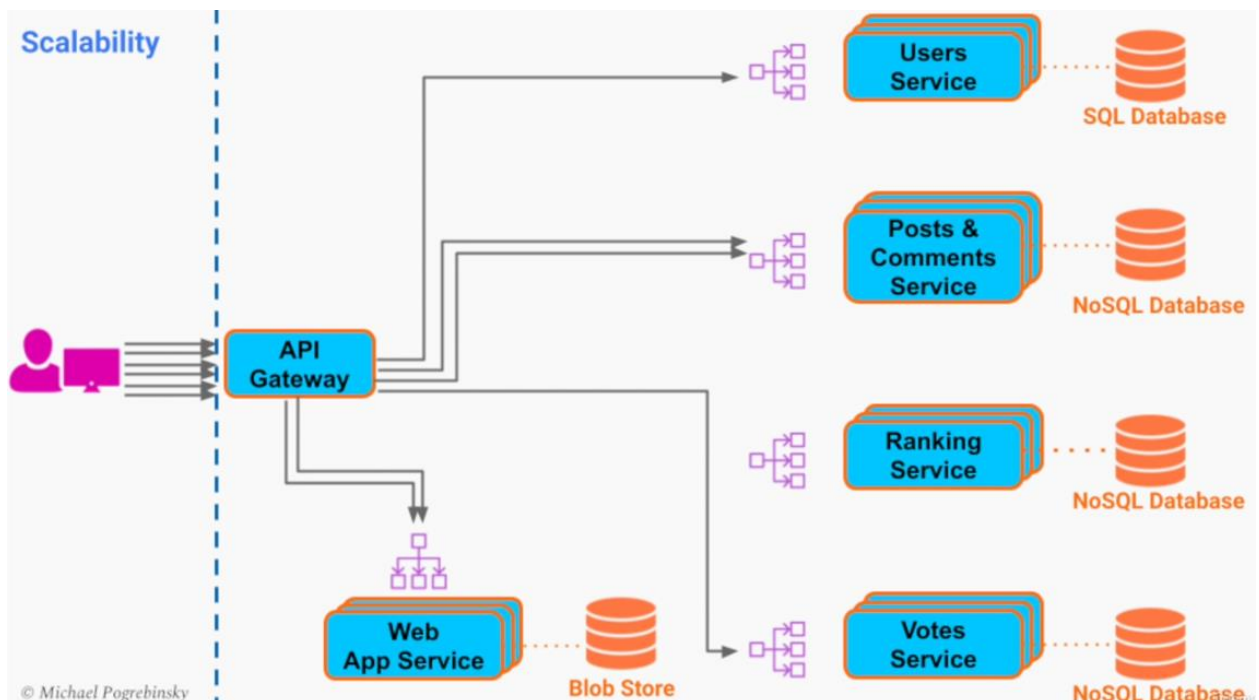 Scalability
Users
Service
SQL Database
Posts &
Comments
Service
NoSQL Database
API
Gateway
Ranking
Service
NoSQL Database
Web
App Service
Blob Store
Votes
Service
NoSQL Database
© Michael Pogrebinsky